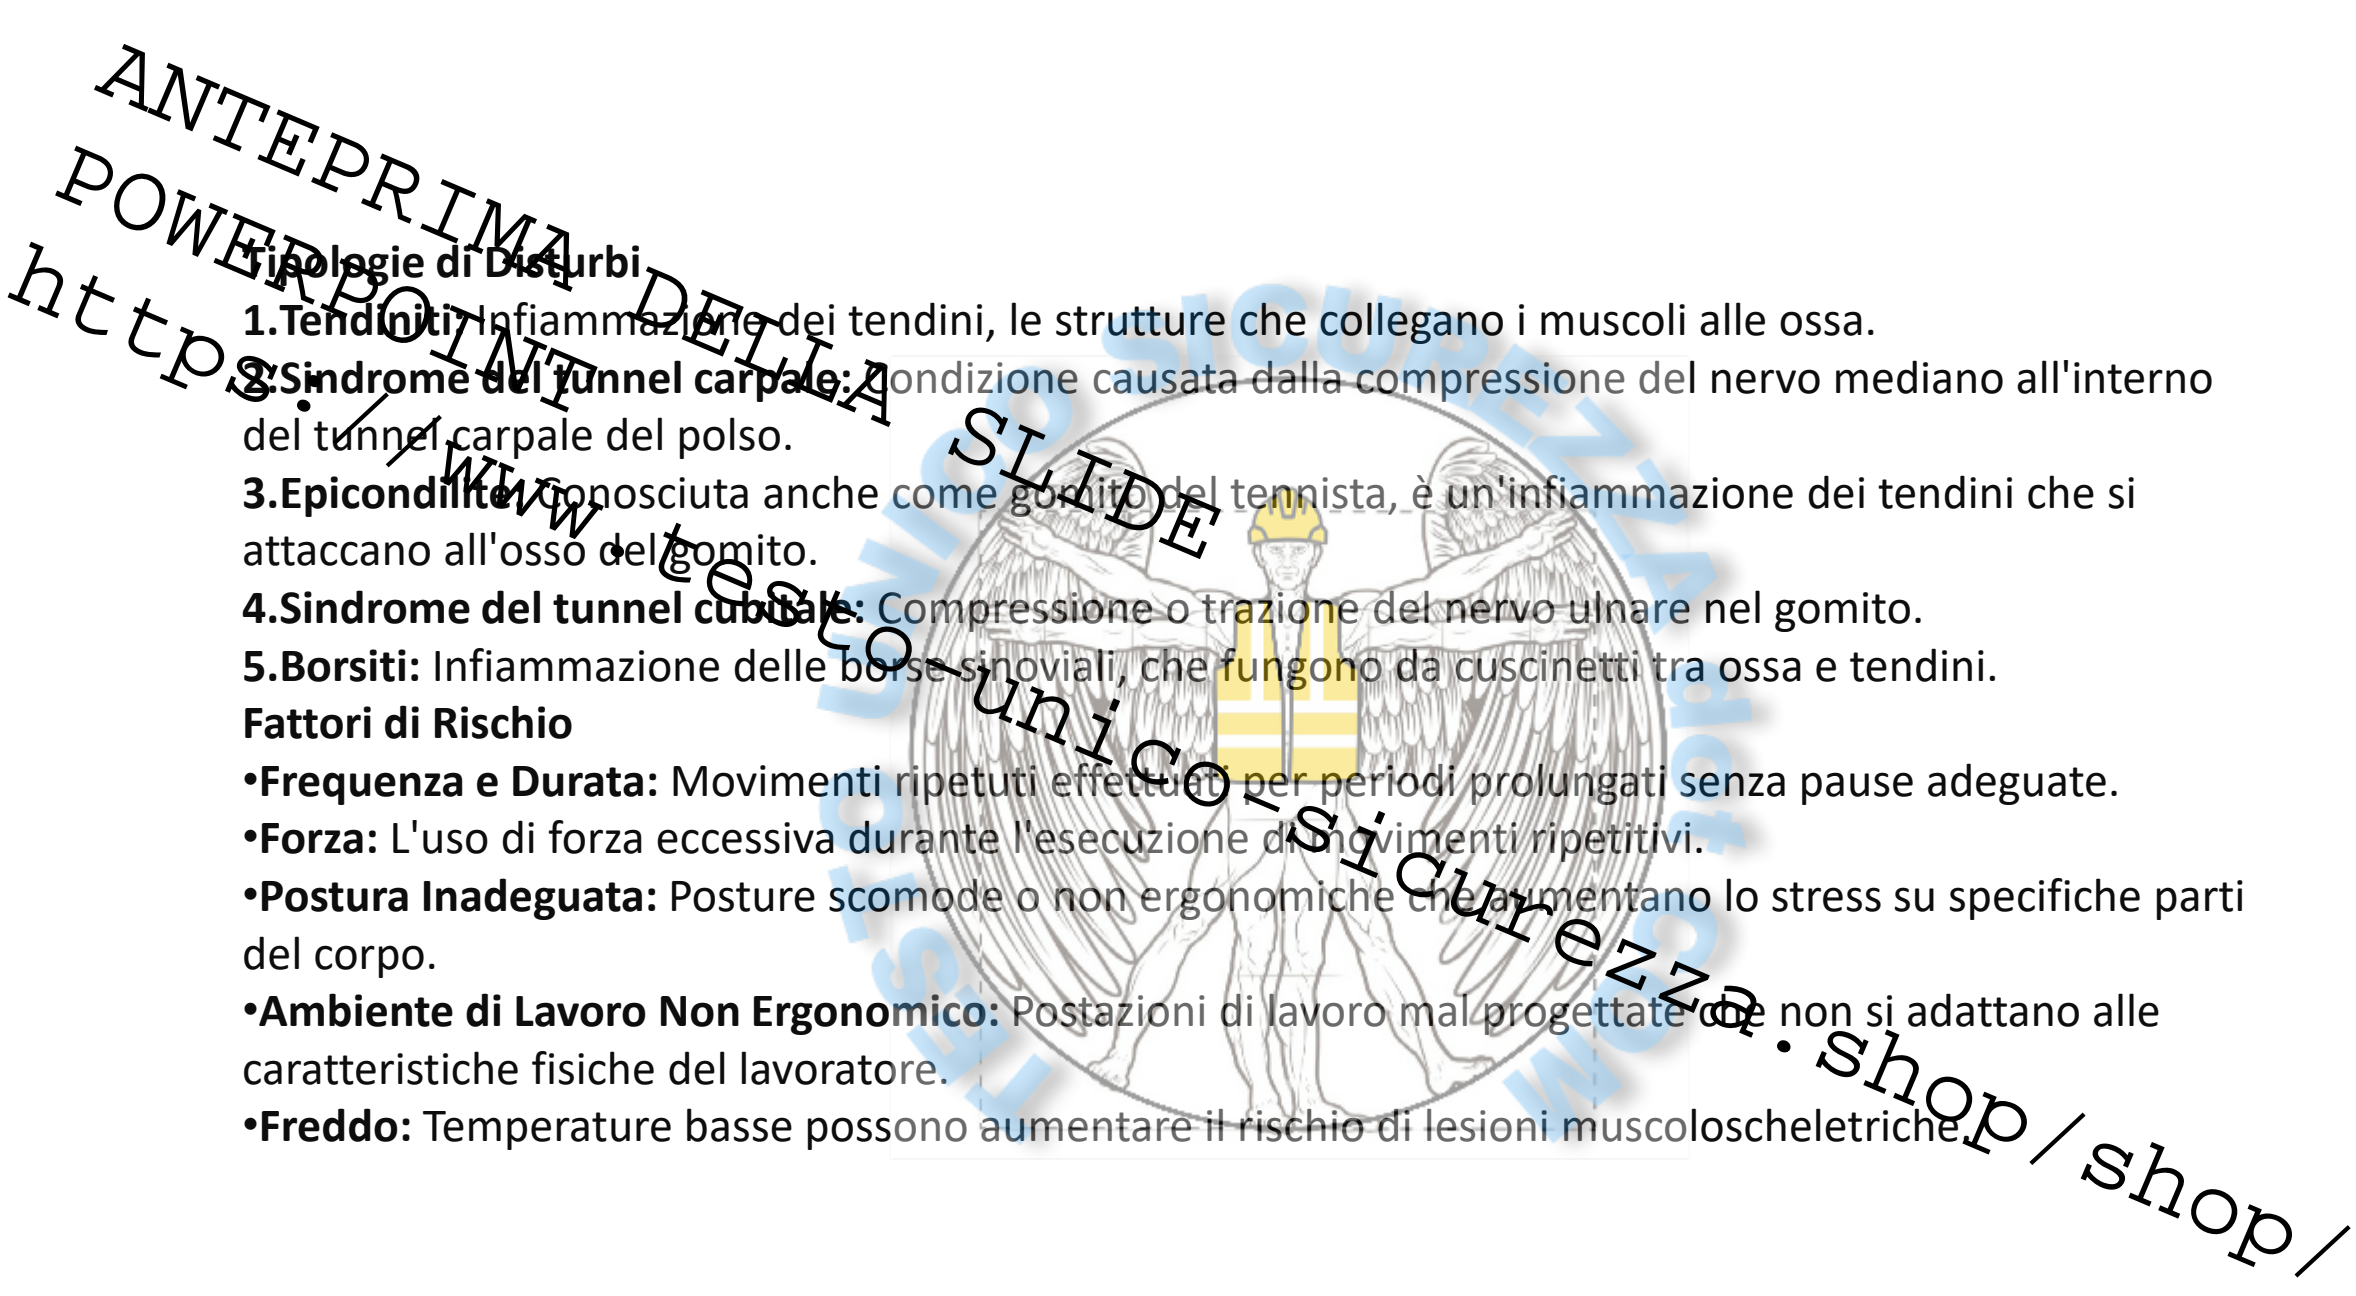 ANTEPRIMA DELLA SLIDE
POWERPOINT
https://www.testo-unico-sicurezza.shop/shop/
Tipologie di Disturbi
1.Tendiniti: Infiammazione dei tendini, le strutture che collegano i muscoli alle ossa.
2.Sindrome del tunnel carpale: Condizione causata dalla compressione del nervo mediano all'interno
del tunnel carpale del polso.
3.Epicondilite: Conosciuta anche come gomito del tennista, è un'infiammazione dei tendini che si
attaccano all'osso del gomito.
4.Sindrome del tunnel cubitale: Compressione o trazione del nervo ulnare nel gomito.
5.Borsiti: Infiammazione delle borse sinoviali, che fungono da cuscinetti tra ossa e tendini.
Fattori di Rischio
•Frequenza e Durata: Movimenti ripetuti effettuati per periodi prolungati senza pause adeguate.
•Forza: L'uso di forza eccessiva durante l'esecuzione di movimenti ripetitivi.
•Postura Inadeguata: Posture scomode o non ergonomiche che aumentano lo stress su specifiche parti
del corpo.
•Ambiente di Lavoro Non Ergonomico: Postazioni di lavoro mal progettate che non si adattano alle
caratteristiche fisiche del lavoratore.
•Freddo: Temperature basse possono aumentare il rischio di lesioni muscoloscheletriche.
TESTO UNICO SICUREZZA dot COM